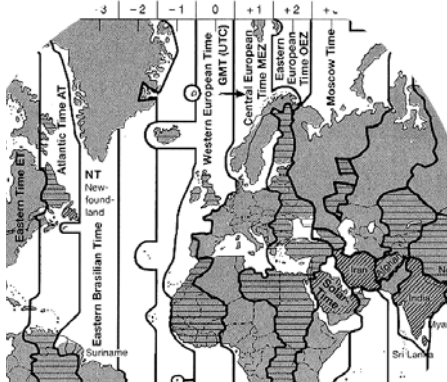 -3 -2 -1 0 +1 +2
Eastern Time ET
Atlantic Time AT
NT
New-
found-
land
Eastern Brasilian Time
Western European Time
GMT (UTC)
Central European
Time MEZ
Eastern
European
Time OEZ
Moscow Time
Suriname
Solar
Time
Iran
Afghan.
India
Sri Lanka